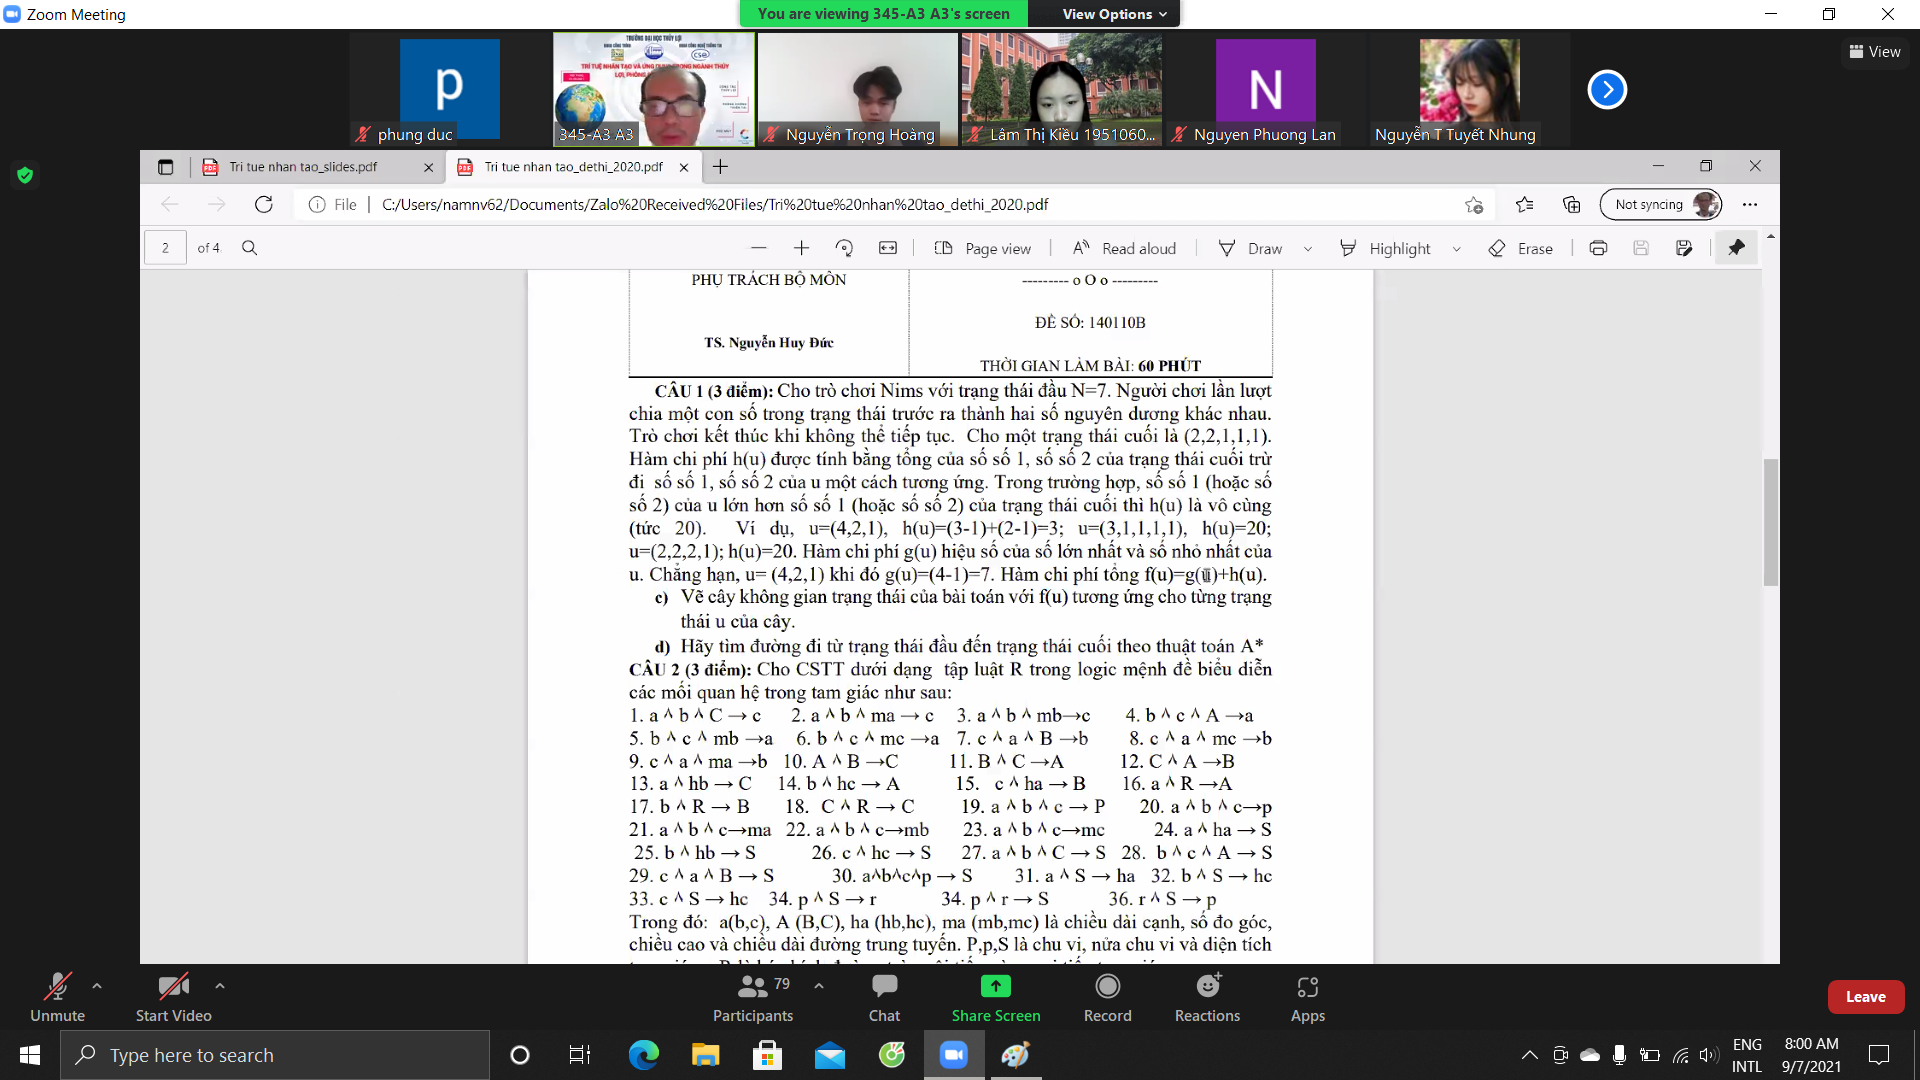 Zoom Meeting
You are viewing 345-A3 A3's screen
View Options
View
TRƯỜNG ĐẠI HỌC THỦY LỢI
p
N
phung duc
345-A3 A3
Nguyễn Trọng Hoàng
Lâm Thị Kiều 1951060...
Nguyen Phuong Lan
Nguyễn T Tuyết Nhung
Tri tue nhan tao_slides.pdf
Tri tue nhan tao_dethi_2020.pdf
File
C:/Users/namnv62/Documents/Zalo%20Received%20Files/Tri%20tue%20nhan%20tao_dethi_2020.pdf
Not syncing
2 of 4
Page view
Read aloud
Draw
Highlight
Erase
PHỤ TRÁCH BỘ MÔN
--------- o O o ---------
ĐỀ SỐ: 140110B
TS. Nguyễn Huy Đức
THỜI GIAN LÀM BÀI: 60 PHÚT
CÂU 1 (3 điểm): Cho trò chơi Nims với trạng thái đầu N=7. Người chơi lần lượt
chia một con số trong trạng thái trước ra thành hai số nguyên dương khác nhau.
Trò chơi kết thúc khi không thể tiếp tục. Cho một trạng thái cuối là (2,2,1,1,1).
Hàm chi phí h(u) được tính bằng tổng của số số 1, số số 2 của trạng thái cuối trừ
đi số số 1, số số 2 của u một cách tương ứng. Trong trường hợp, số số 1 (hoặc số
số 2) của u lớn hơn số số 1 (hoặc số số 2) của trạng thái cuối thì h(u) là vô cùng
(tức 20). Ví dụ, u=(4,2,1), h(u)=(3-1)+(2-1)=3; u=(3,1,1,1,1), h(u)=20;
u=(2,2,2,1); h(u)=20. Hàm chi phí g(u) hiệu số của số lớn nhất và số nhỏ nhất của
u. Chẳng hạn, u= (4,2,1) khi đó g(u)=(4-1)=7. Hàm chi phí tổng f(u)=g(u)+h(u).
c) Vẽ cây không gian trạng thái của bài toán với f(u) tương ứng cho từng trạng
thái u của cây.
d) Hãy tìm đường đi từ trạng thái đầu đến trạng thái cuối theo thuật toán A*
CÂU 2 (3 điểm): Cho CSTT dưới dạng tập luật R trong logic mệnh đề biểu diễn
các mối quan hệ trong tam giác như sau:
1. a ^ b ^ C → c 2. a ^ b ^ ma → c 3. a ^ b ^ mb→c 4. b ^ c ^ A →a
5. b ^ c ^ mb →a 6. b ^ c ^ mc →a 7. c ^ a ^ B →b 8. c ^ a ^ mc →b
9. c ^ a ^ ma →b 10. A ^ B →C 11. B ^ C →A 12. C ^ A →B
13. a ^ hb → C 14. b ^ hc → A 15. c ^ ha → B 16. a ^ R →A
17. b ^ R → B 18. C ^ R → C 19. a ^ b ^ c → P 20. a ^ b ^ c→p
21. a ^ b ^ c→ma 22. a ^ b ^ c→mb 23. a ^ b ^ c→mc 24. a ^ ha → S
25. b ^ hb → S 26. c ^ hc → S 27. a ^ b ^ C → S 28. b ^ c ^ A → S
29. c ^ a ^ B → S 30. a^b^c^p → S 31. a ^ S → ha 32. b ^ S → hc
33. c ^ S → hc 34. p ^ S → r 34. p ^ r → S 36. r ^ S → p
Trong đó: a(b,c), A (B,C), ha (hb,hc), ma (mb,mc) là chiều dài cạnh, số đo góc,
chiều cao và chiều dài đường trung tuyến. P,p,S là chu vi, nửa chu vi và diện tích
79
Unmute
Start Video
Participants
Chat
Share Screen
Record
Reactions
Apps
Leave
Type here to search
ENG
INTL
8:00 AM
9/7/2021